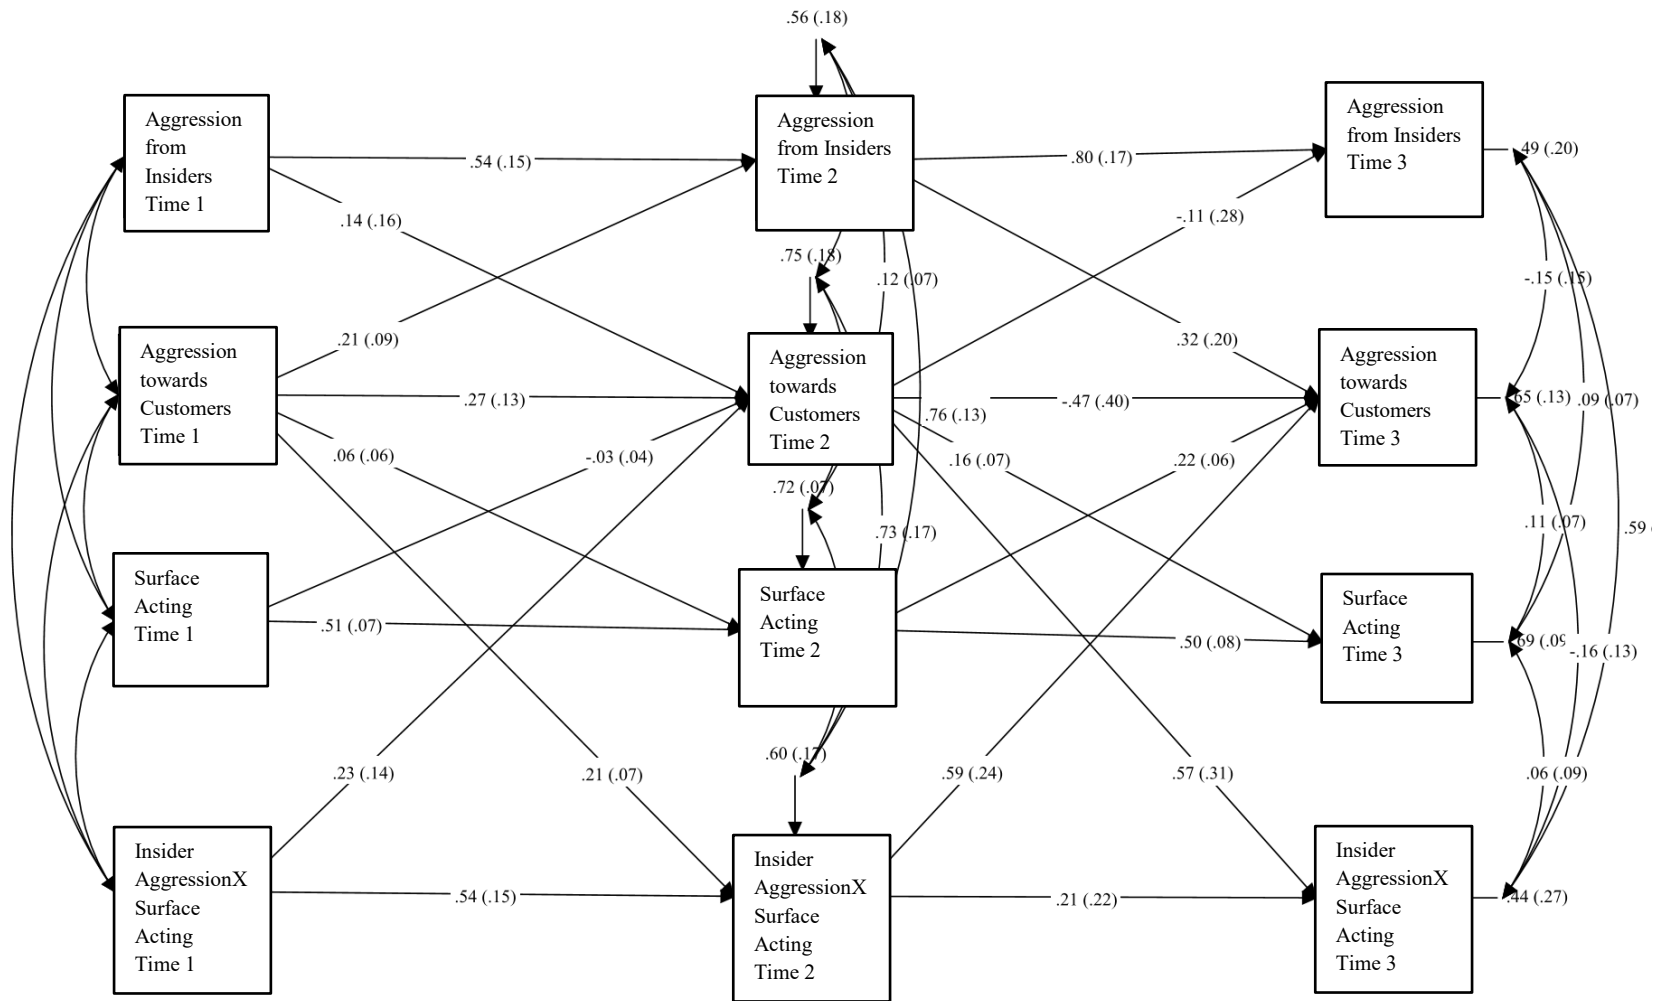 .56 (.18)
Aggression
from
Insiders
Time 1
Aggression
from Insiders
Time 2
Aggression
from Insiders
Time 3
.54 (.15)
.80 (.17)
.49 (.20)
.14 (.16)
-.11 (.28)
.75 (.18)
.12 (.07)
-.15 (.15)
.21 (.09)
.32 (.20)
Aggression
towards
Customers
Time 1
Aggression
towards
Customers
Time 2
Aggression
towards
Customers
Time 3
.27 (.13)
-.47 (.40)
.65 (.13)
.09 (.07)
.76 (.13)
.06 (.06)
-.03 (.04)
.16 (.07)
.22 (.06)
.72 (.07)
.73 (.17)
.11 (.07)
.59
Surface
Acting
Time 1
Surface
Acting
Time 2
Surface
Acting
Time 3
.51 (.07)
.50 (.08)
.69 (.09
-.16 (.13)
.60 (.17)
.23 (.14)
.21 (.07)
.59 (.24)
.57 (.31)
.06 (.09)
Insider
AggressionX
Surface
Acting
Time 1
Insider
AggressionX
Surface
Acting
Time 2
Insider
AggressionX
Surface
Acting
Time 3
.54 (.15)
.21 (.22)
.44 (.27)